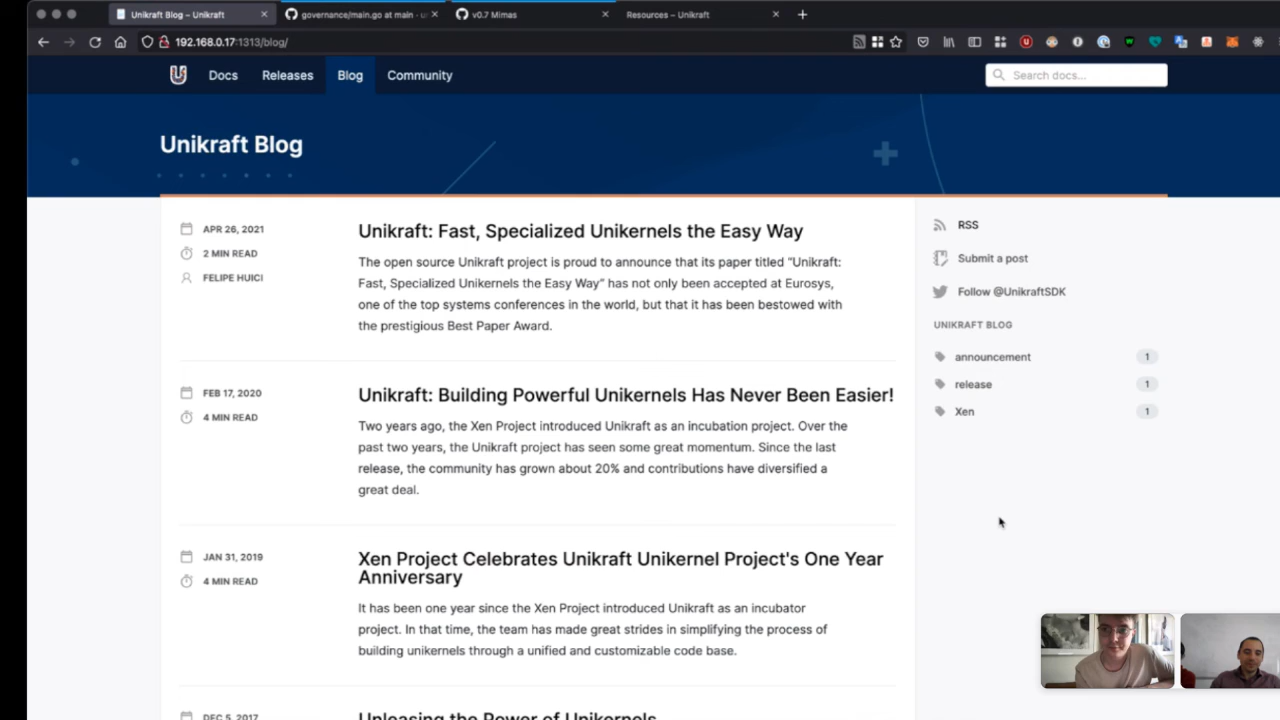 Unikraft Blog – Unikraft
governance/main.go at main · u
v0.7 Mimas
Resources – Unikraft
192.168.0.17:1313/blog/
Docs
Releases
Blog
Community
Search docs...
Unikraft Blog
APR 26, 2021
2 MIN READ
FELIPE HUICI
Unikraft: Fast, Specialized Unikernels the Easy Way
The open source Unikraft project is proud to announce that its paper titled "Unikraft:
Fast, Specialized Unikernels the Easy Way" has not only been accepted at Eurosys,
one of the top systems conferences in the world, but that it has been bestowed with
the prestigious Best Paper Award.
FEB 17, 2020
4 MIN READ
Unikraft: Building Powerful Unikernels Has Never Been Easier!
Two years ago, the Xen Project introduced Unikraft as an incubation project. Over the
past two years, the Unikraft project has seen some great momentum. Since the last
release, the community has grown about 20% and contributions have diversified a
great deal.
JAN 31, 2019
4 MIN READ
Xen Project Celebrates Unikraft Unikernel Project's One Year
Anniversary
It has been one year since the Xen Project introduced Unikraft as an incubator
project. In that time, the team has made great strides in simplifying the process of
building unikernels through a unified and customizable code base.
DEC 5, 2017
Unleasing the Power of Unikernels
RSS
Submit a post
Follow @UnikraftSDK
UNIKRAFT BLOG
announcement 1
release 1
Xen 1